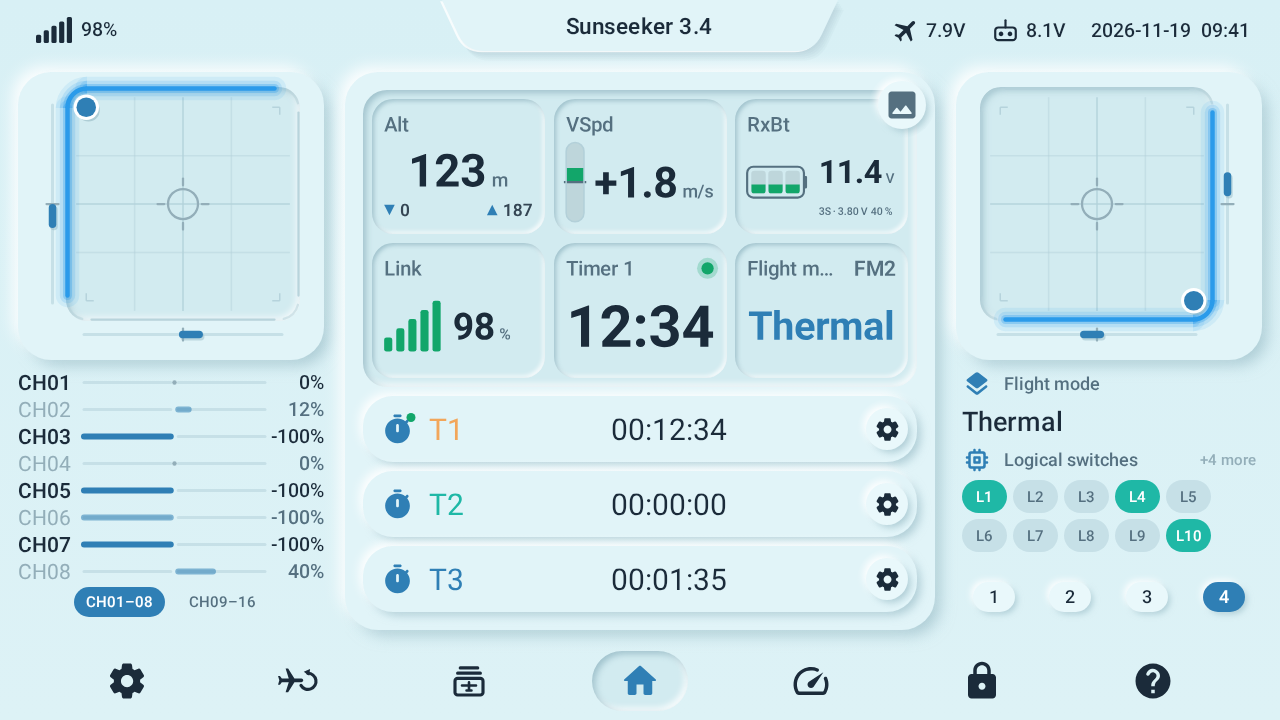 98%
Sunseeker 3.4
7.9V
8.1V
2026-11-19 09:41
Alt
123 m
▼ 0
▲ 187
VSpd
+1.8 m/s
RxBt
11.4 V
3S · 3.80 V 40 %
Link
98 %
Timer 1
12:34
Flight m... FM2
Thermal
T1 00:12:34
T2 00:00:00
T3 00:01:35
CH01 0%
CH02 12%
CH03 -100%
CH04 0%
CH05 -100%
CH06 -100%
CH07 -100%
CH08 40%
CH01–08 CH09–16
Flight mode
Thermal
Logical switches +4 more
L1 L2 L3 L4 L5
L6 L7 L8 L9 L10
1 2 3 4